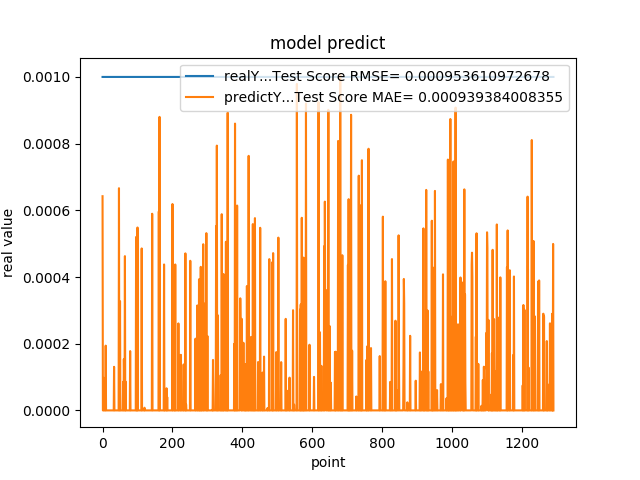 model predict
realY...Test Score RMSE= 0.000953610972678
predictY...Test Score MAE= 0.000939384008355
real value
0.0010
0.0008
0.0006
0.0004
0.0002
0.0000
0 200 400 600 800 1000 1200
point